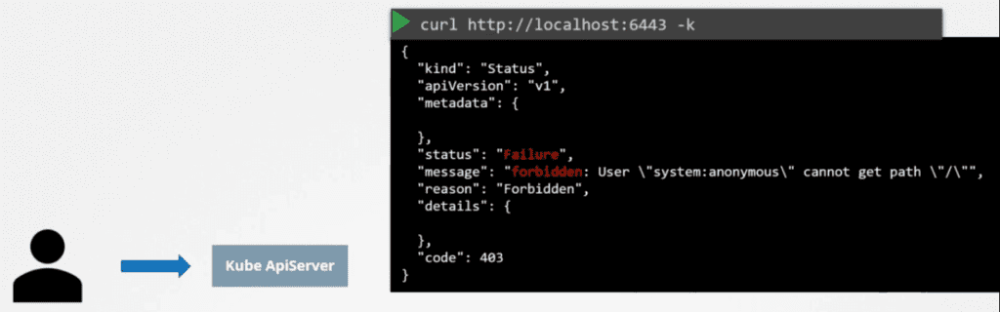 curl http://localhost:6443 -k
{
"kind": "Status",
"apiVersion": "v1",
"metadata": {
},
"status": "Failure",
"message": "forbidden: User \"system:anonymous\" cannot get path \"/\"",
"reason": "Forbidden",
"details": {
},
"code": 403
}
Kube ApiServer